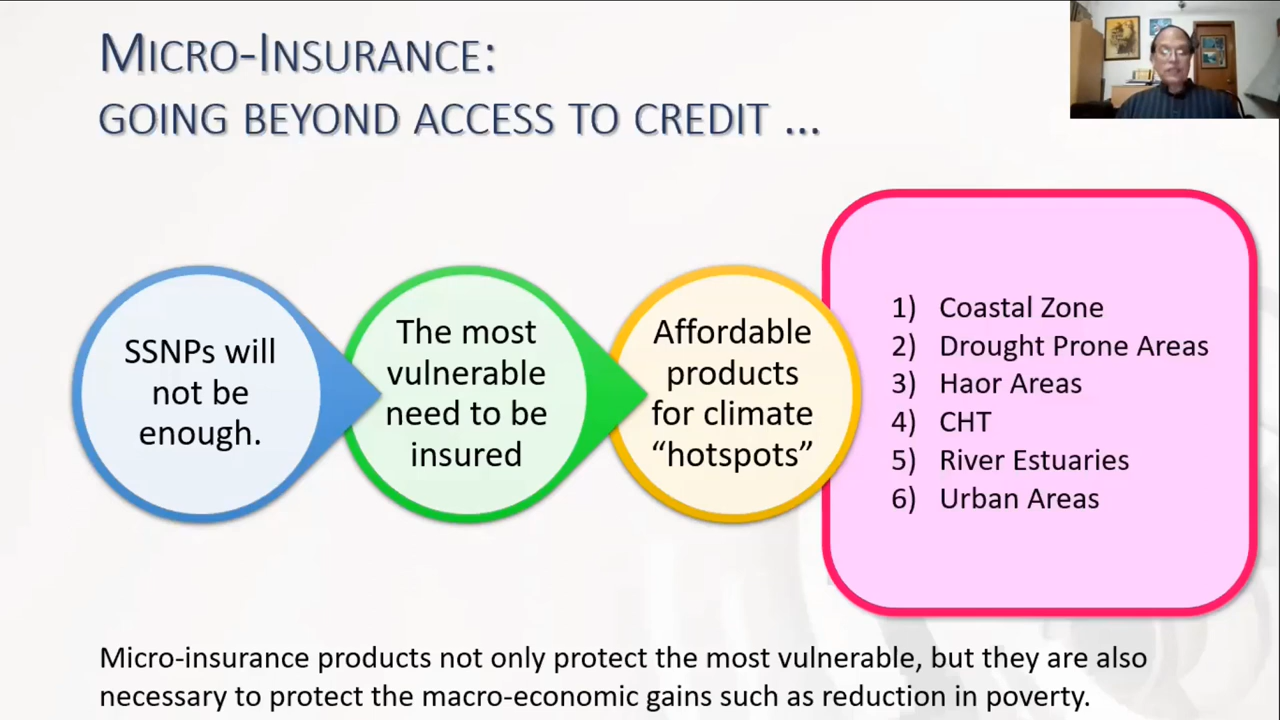 MICRO-INSURANCE:
GOING BEYOND ACCESS TO CREDIT ...
SSNPs will
not be
enough.
The most
vulnerable
need to be
insured
Affordable
products
for climate
“hotspots”
1) Coastal Zone
2) Drought Prone Areas
3) Haor Areas
4) CHT
5) River Estuaries
6) Urban Areas
Micro-insurance products not only protect the most vulnerable, but they are also
necessary to protect the macro-economic gains such as reduction in poverty.